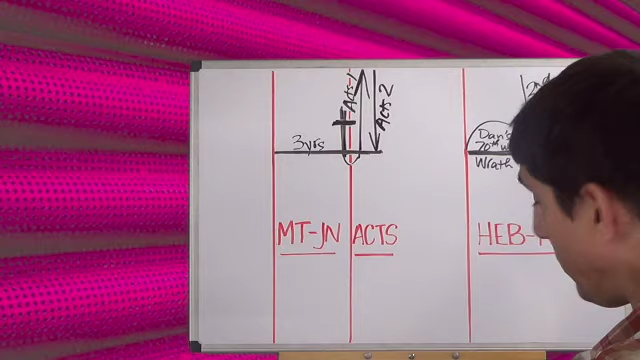 Acts 1
Acts 2
3yrs
Dan's
70th
Wrath
MT-JN
ACTS
HEB-